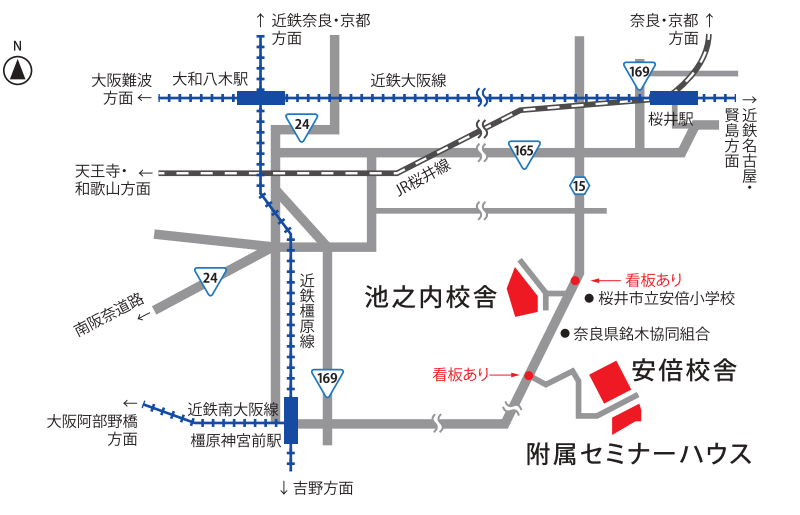 ↑ 近鉄奈良・京都
方面
奈良・京都 ↑
方面
N
169
大阪難波
方面 ←
大和八木駅
近鉄大阪線
→
近鉄名古屋・
賢島方面
桜井駅
24
165
天王寺・ ←
和歌山方面
JR桜井線
15
24
近鉄橿原線
看板あり
池之内校舎
桜井市立安倍小学校
南阪奈道路
←
奈良県銘木協同組合
169
看板あり
安倍校舎
←
大阪阿部野橋
方面
近鉄南大阪線
橿原神宮前駅
附属セミナーハウス
↓ 吉野方面